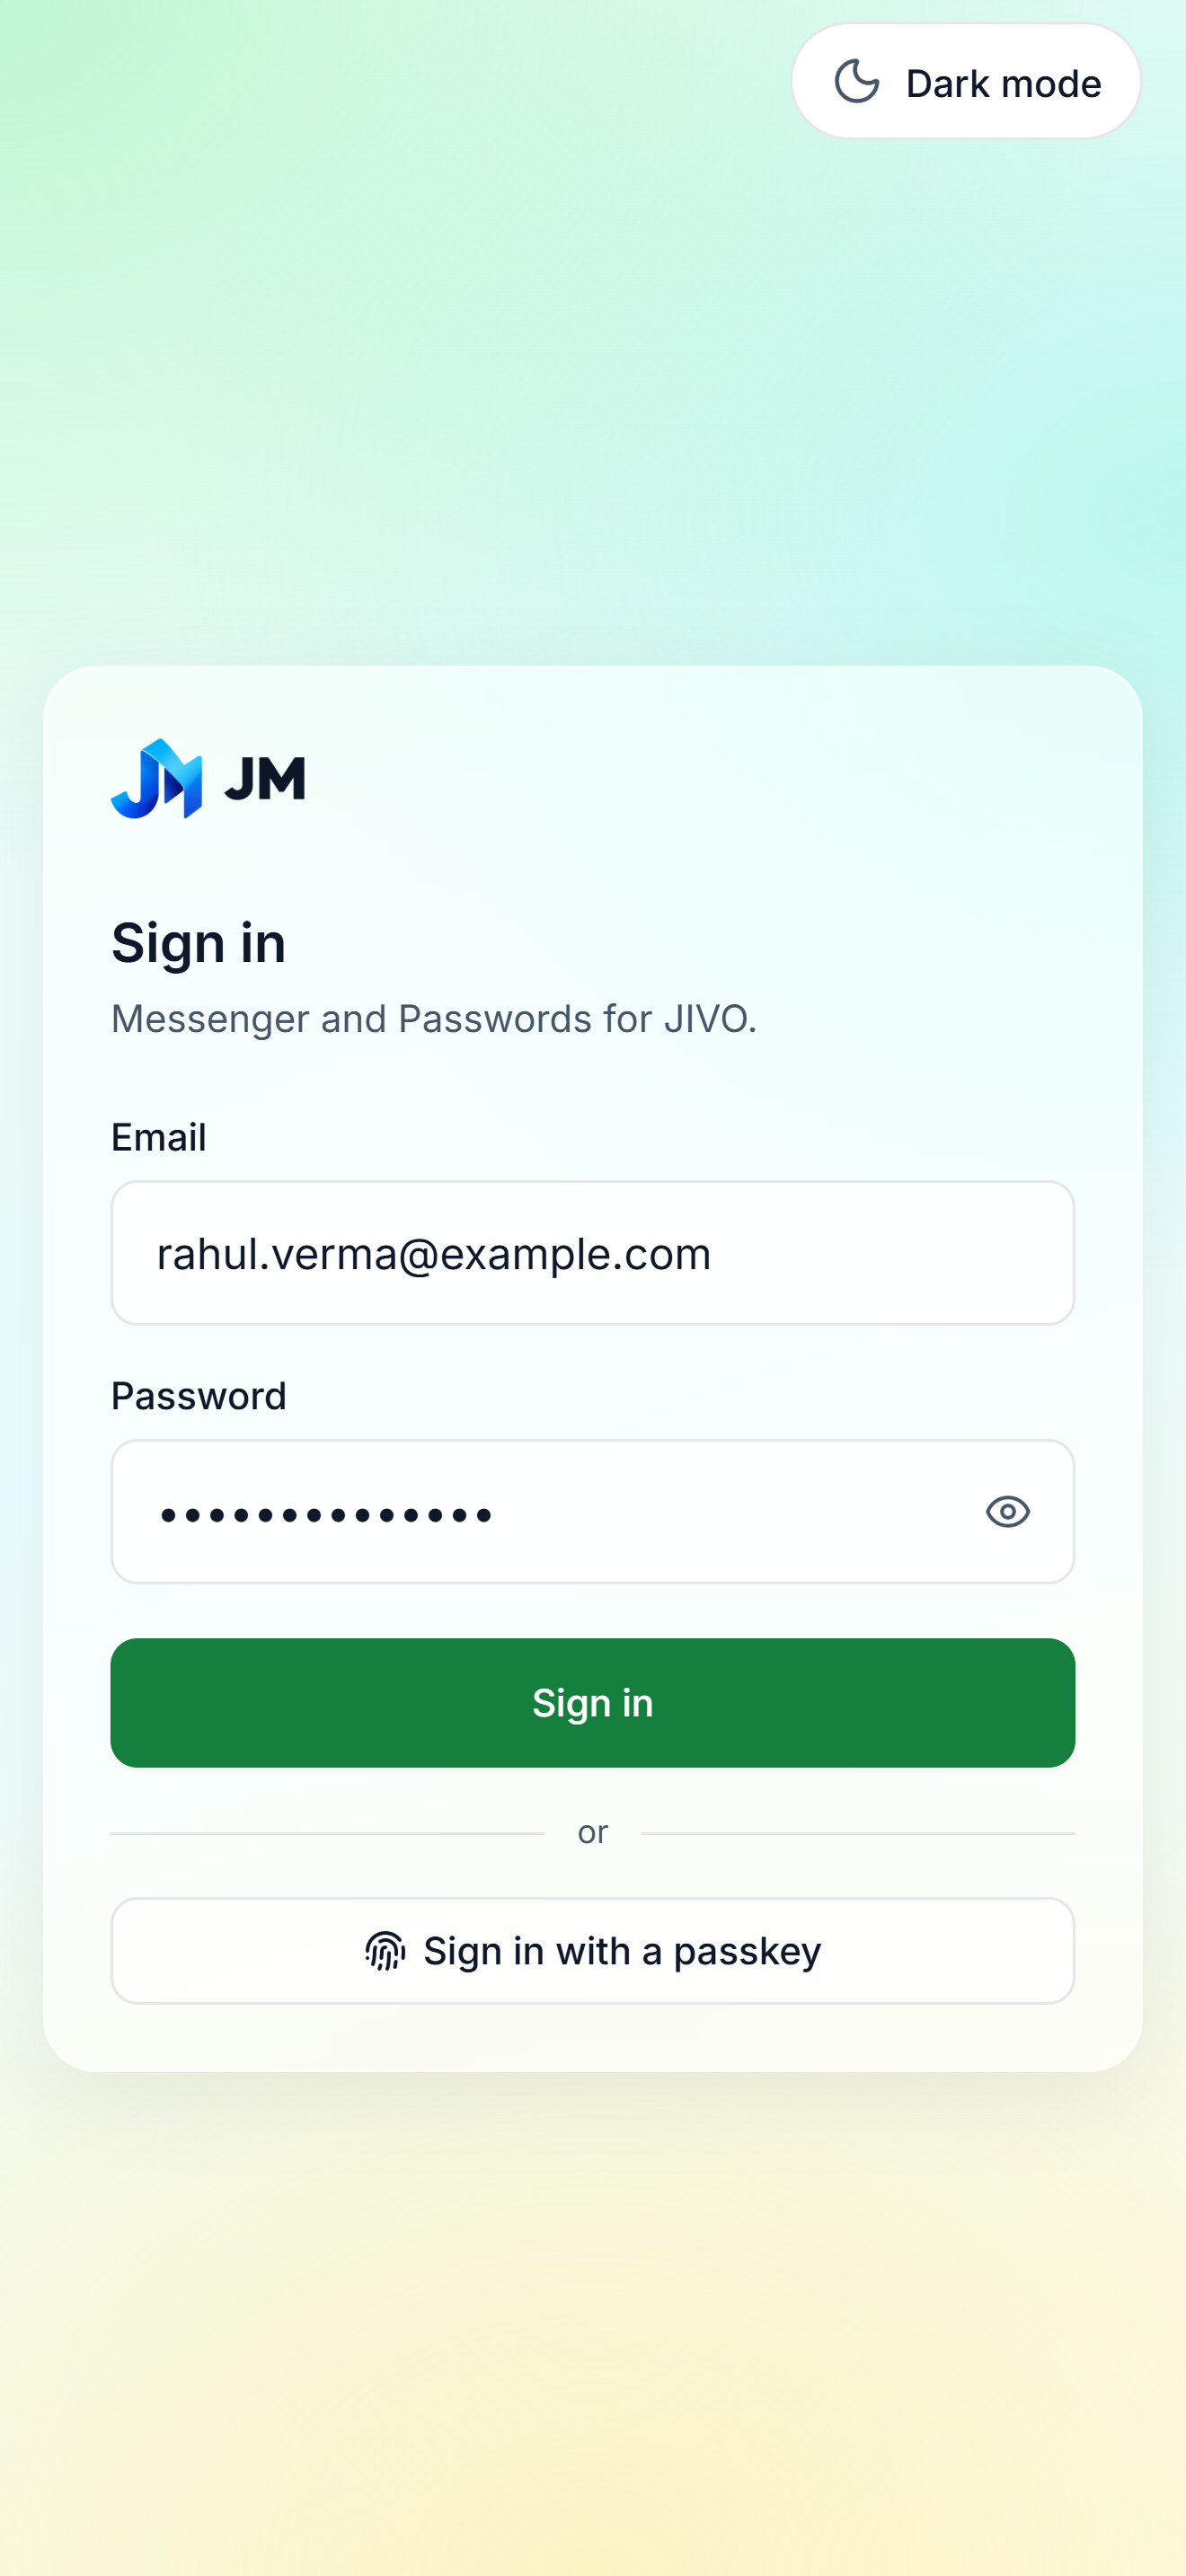 Dark mode
JM JM
Sign in
Messenger and Passwords for JIVO.
Email
rahul.verma@example.com
Password
••••••••••••••
Sign in
or
Sign in with a passkey